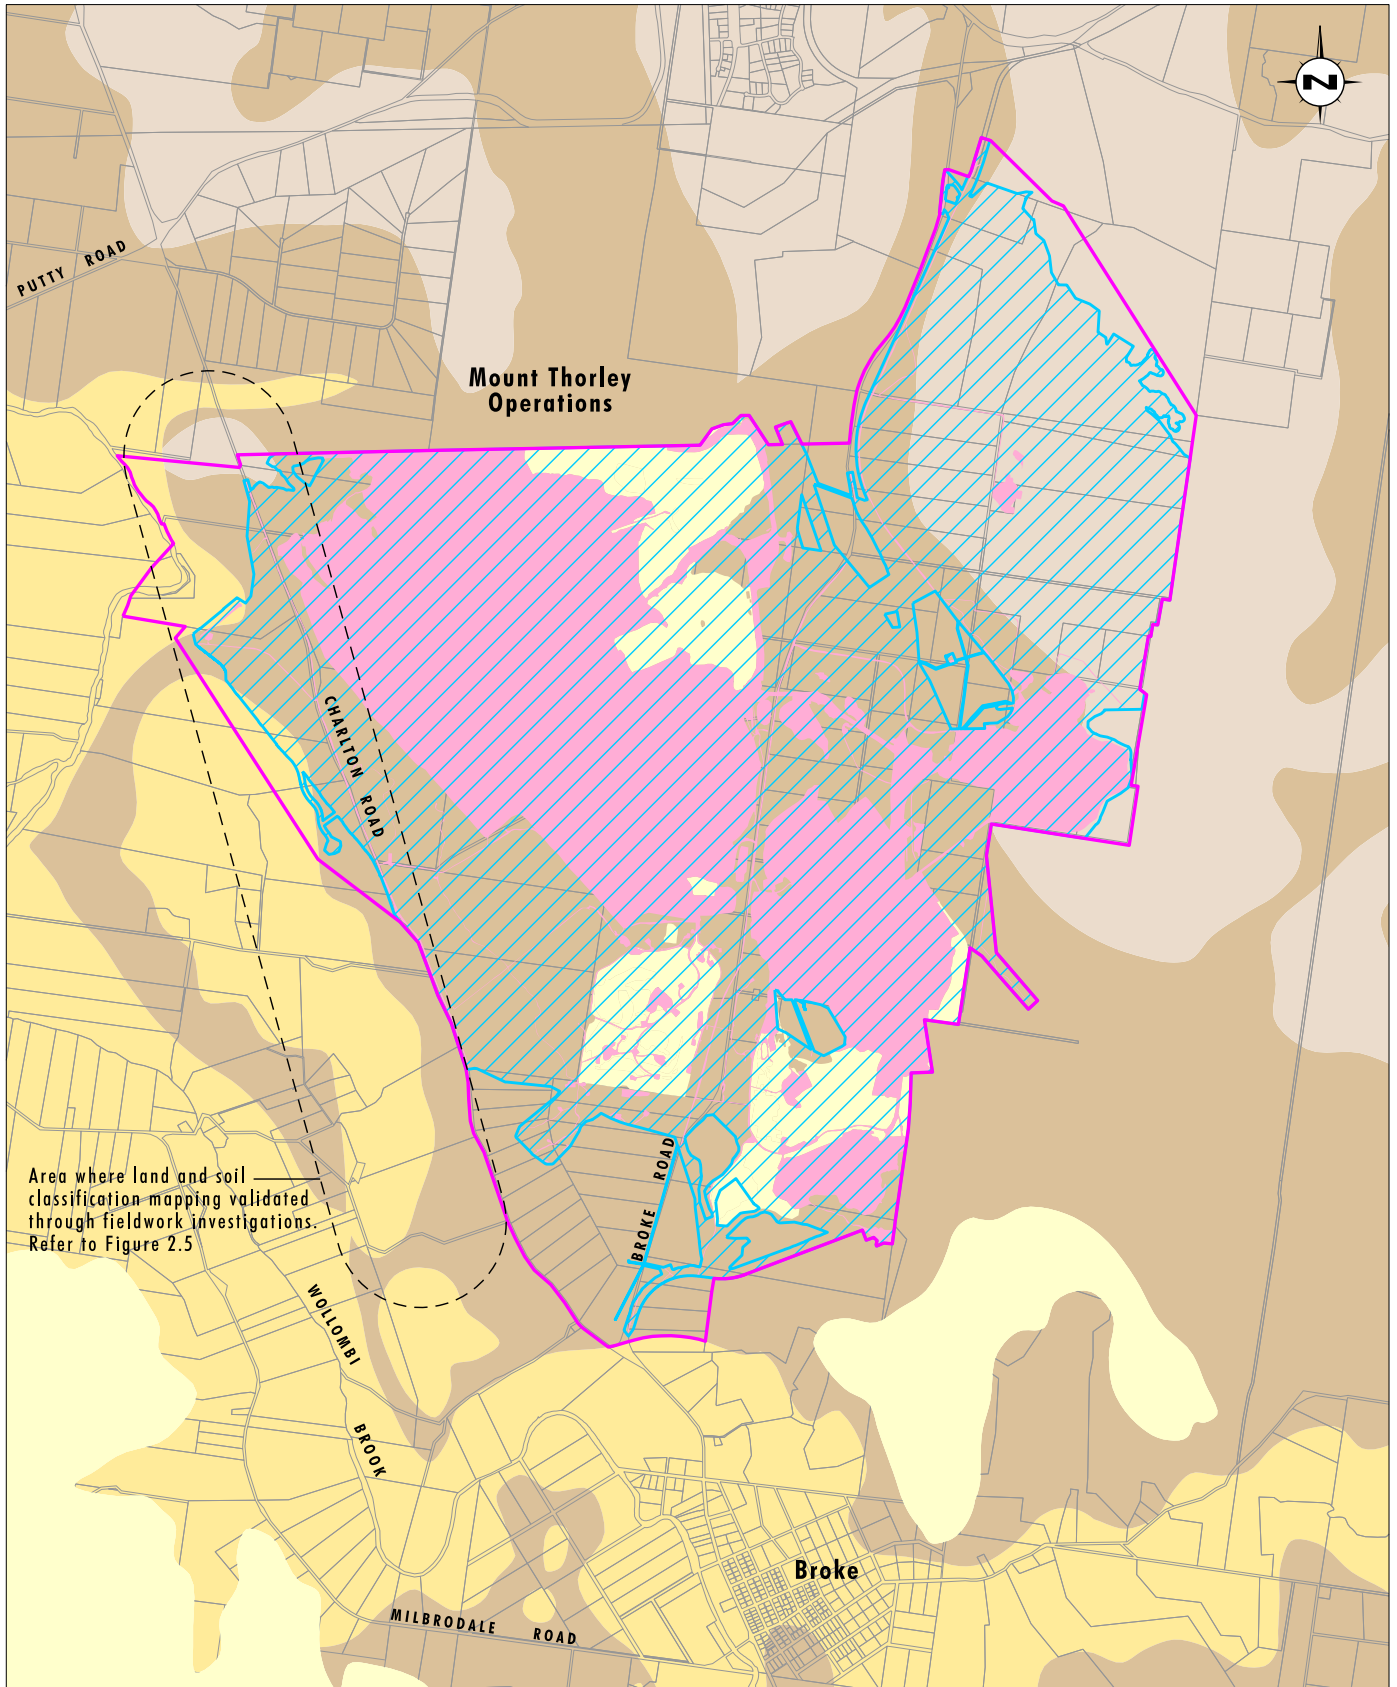 N
PUTTY ROAD
Mount Thorley
Operations
CHARLTON ROAD
BROKE ROAD
Area where land and soil
classification mapping validated
through fieldwork investigations.
Refer to Figure 2.5
WOLLOMBI
BROOK
Broke
MILBRODALE ROAD